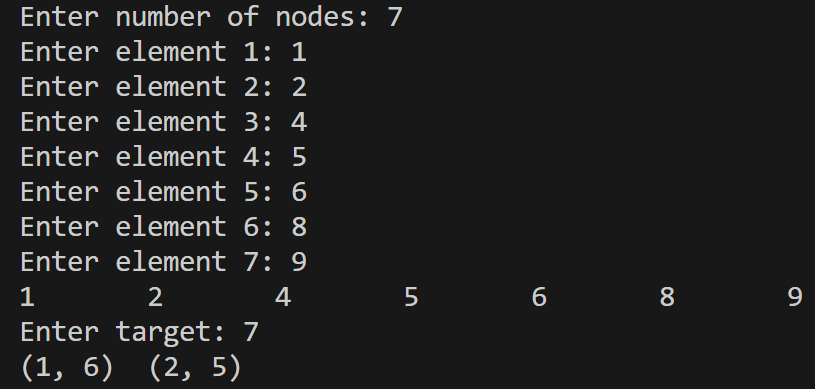 Enter number of nodes: 7
Enter element 1: 1
Enter element 2: 2
Enter element 3: 4
Enter element 4: 5
Enter element 5: 6
Enter element 6: 8
Enter element 7: 9
1       2       4       5       6       8       9
Enter target: 7
(1, 6)  (2, 5)